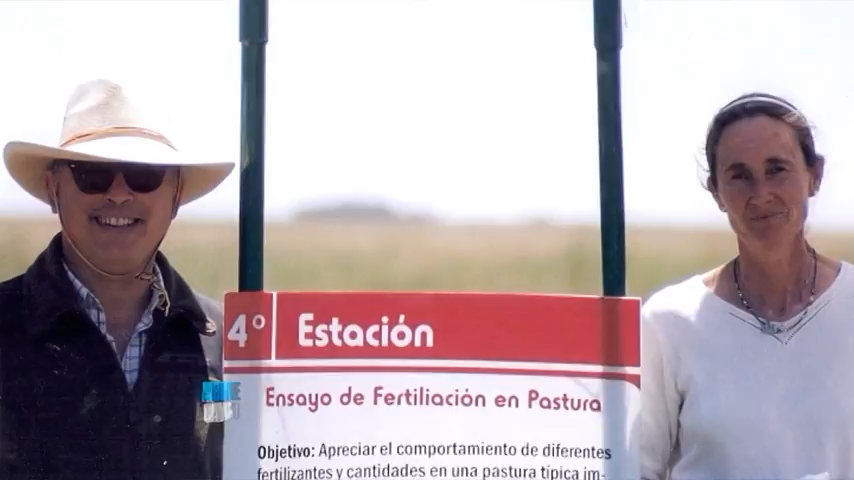 4° Estación
Ensayo de Fertiliación en Pastura
Objetivo: Apreciar el comportamiento de diferentes
fertilizantes y cantidades en una pastura típica im-